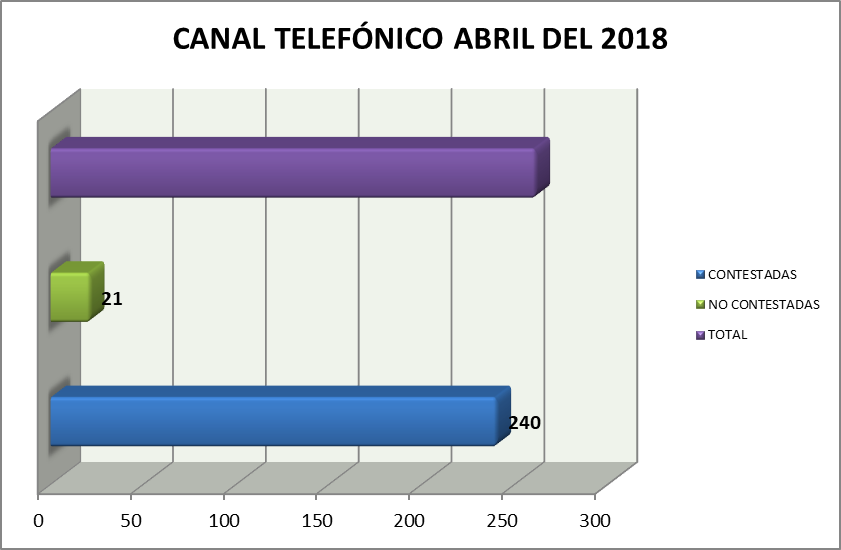 CANAL TELEFÓNICO ABRIL DEL 2018
21
240
0 50 100 150 200 250 300
CONTESTADAS
NO CONTESTADAS
TOTAL